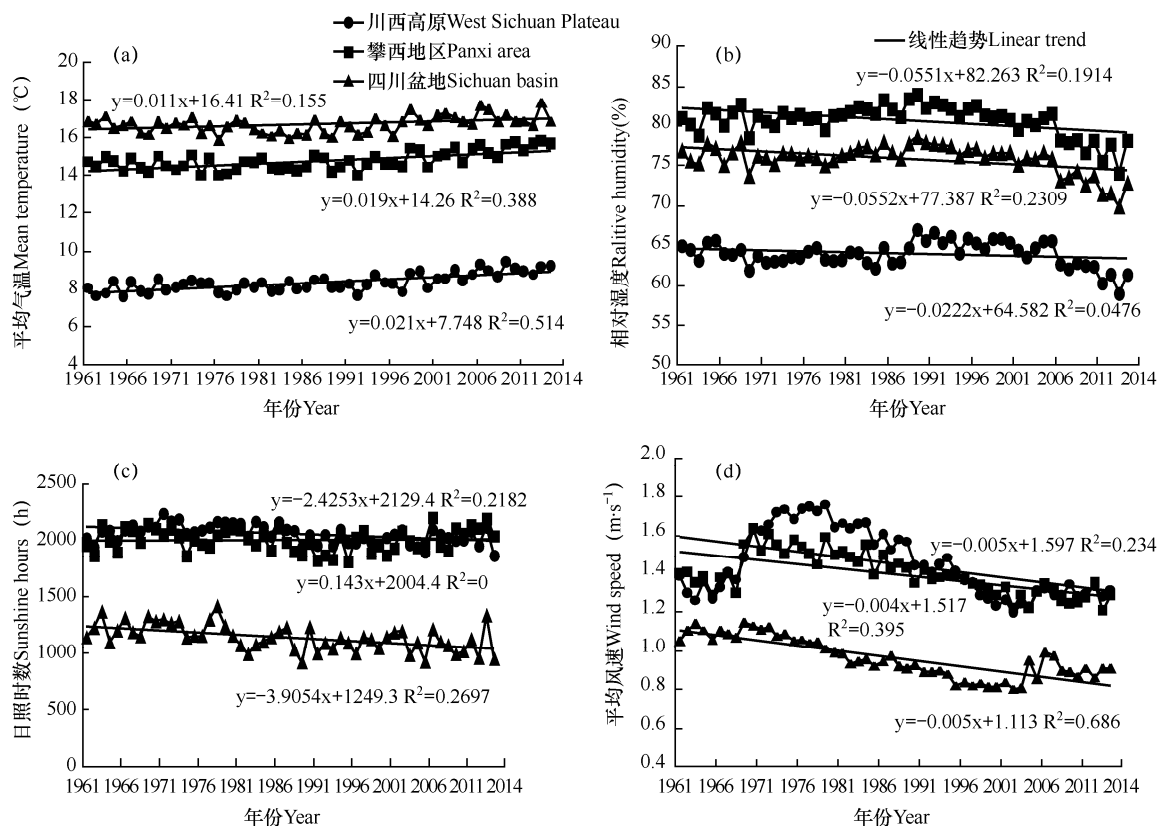 川西高原West Sichuan Plateau
攀西地区Panxi area
四川盆地Sichuan basin
(a)
平均气温Mean temperature (℃)
20
18
16
14
12
10
8
6
4
y=0.011x+16.41 R²=0.155
y=0.019x+14.26 R²=0.388
y=0.021x+7.748 R²=0.514
1961 1966 1971 1976 1981 1986 1991 1996 2001 2006 2011 2014
年份Year
(b)
线性趋势Linear trend
相对湿度Ralitive humidity(%)
90
85
80
75
70
65
60
55
50
y=-0.0551x+82.263 R²=0.1914
y=-0.0552x+77.387 R²=0.2309
y=-0.0222x+64.582 R²=0.0476
1961 1966 1971 1976 1981 1986 1991 1996 2001 2006 2011 2014
年份Year
(c)
日照时数Sunshine hours (h)
2500
2000
1500
1000
500
0
y=-2.4253x+2129.4 R²=0.2182
y=0.143x+2004.4 R²=0
y=-3.9054x+1249.3 R²=0.2697
1961 1966 1971 1976 1981 1986 1991 1996 2001 2006 2014
年份Year
(d)
平均风速Wind speed (m·s⁻¹)
2.0
1.8
1.6
1.4
1.2
1.0
0.8
0.6
0.4
y=-0.005x+1.597 R²=0.234
y=-0.004x+1.517
R²=0.395
y=-0.005x+1.113 R²=0.686
1961 1966 1971 1976 1981 1986 1991 1996 2001 2006 2011 2014
年份Year